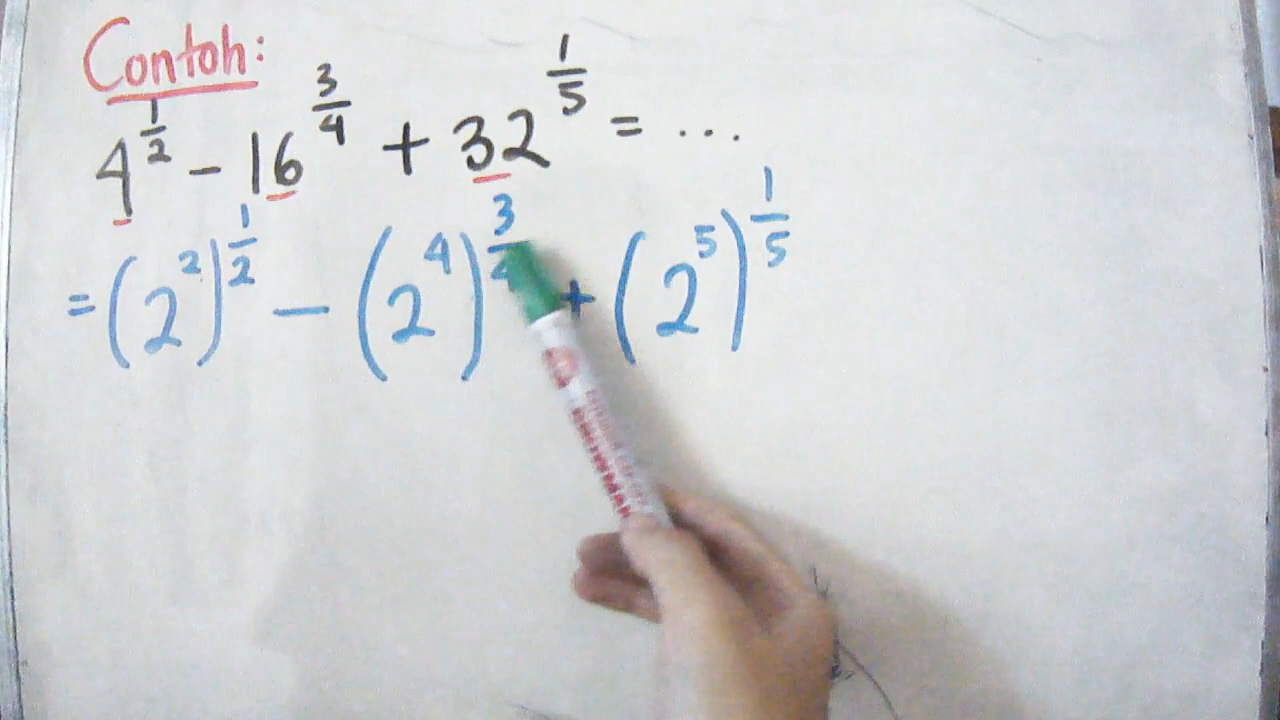 Contoh:
4^{1/2} - 16^{3/4} + 32^{1/5} = ...
= (2^2)^{1/2} - (2^4)^{3/4} + (2^5)^{1/5}